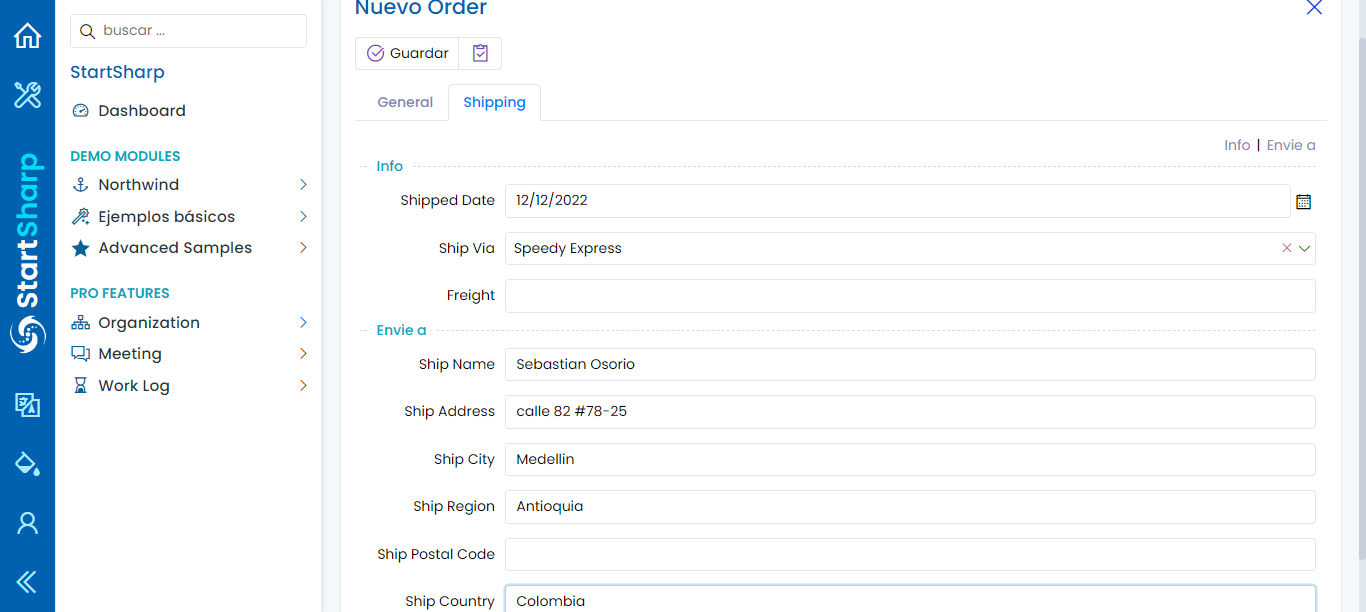 Nuevo Order
buscar ...
StartSharp
Guardar
General
Shipping
Dashboard
Info | Envie a
DEMO MODULES
Info
Northwind
Ejemplos básicos
Advanced Samples
Shipped Date 12/12/2022
Ship Via Speedy Express
Freight
PRO FEATURES
Organization
Meeting
Work Log
StartSharp
Envie a
Ship Name Sebastian Osorio
Ship Address calle 82 #78-25
Ship City Medellin
Ship Region Antioquia
Ship Postal Code
Ship Country Colombia